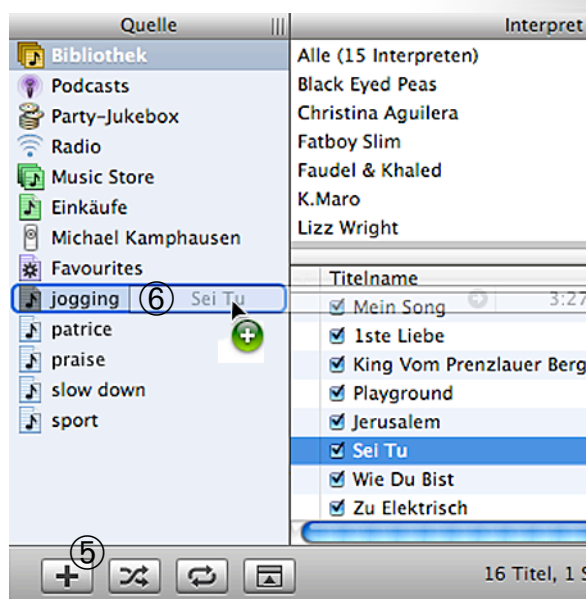 Quelle
Interpret
Bibliothek
Podcasts
Party-Jukebox
Radio
Music Store
Einkäufe
Michael Kamphausen
Favourites
jogging ⑥ Sei Tu
patrice
praise
slow down
sport
Alle (15 Interpreten)
Black Eyed Peas
Christina Aguilera
Fatboy Slim
Faudel & Khaled
K.Maro
Lizz Wright
Titelname
Mein Song 3:27
1ste Liebe
King Vom Prenzlauer Berg
Playground
Jerusalem
Sei Tu
Wie Du Bist
Zu Elektrisch
⑤
16 Titel, 1 S